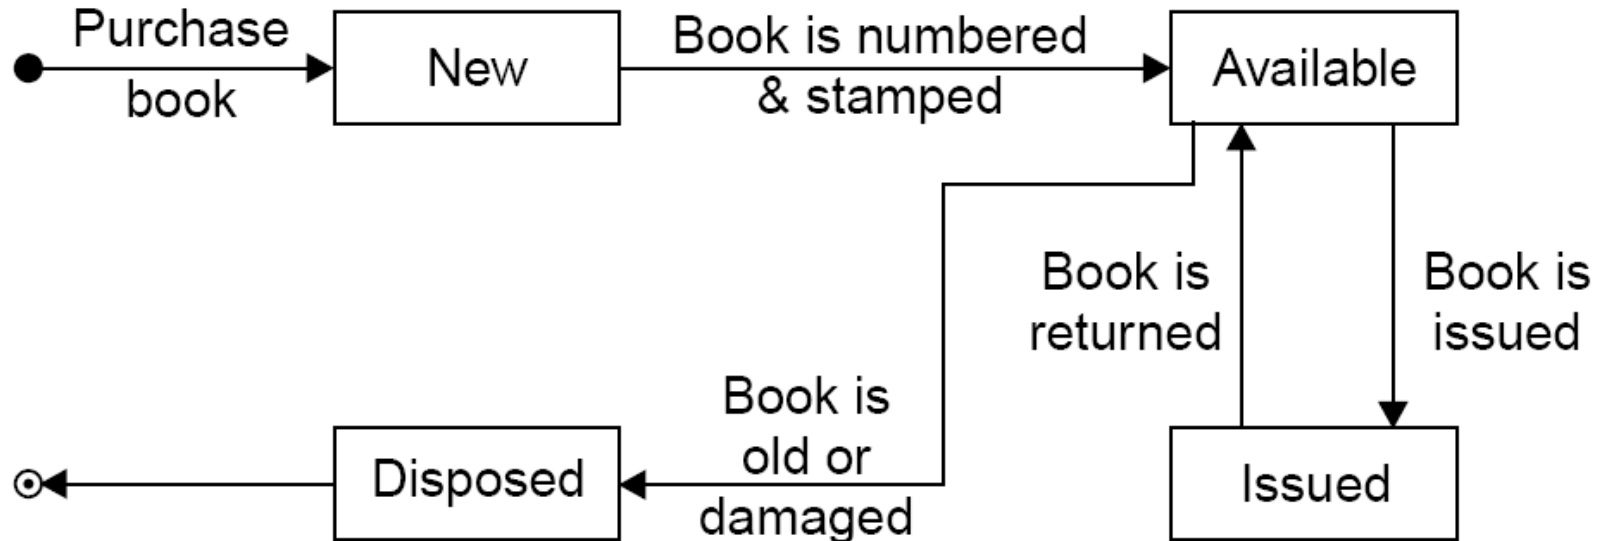 Purchase
book
New
Book is numbered
& stamped
Available
Book is
returned
Book is
issued
Book is
old or
damaged
Disposed
Issued